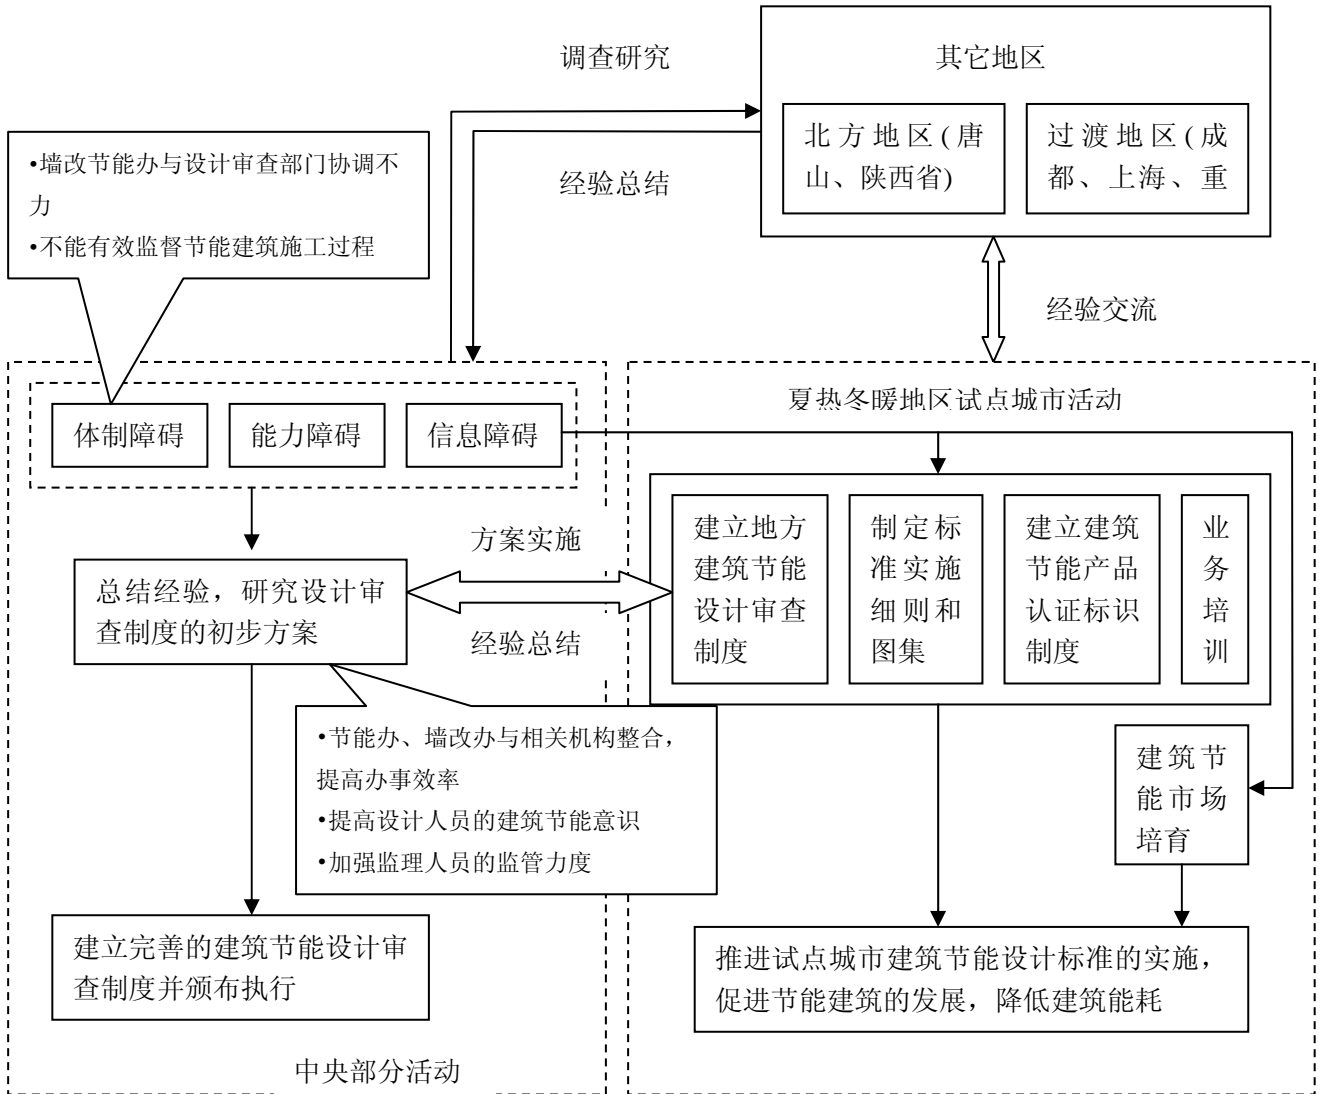 调查研究
其它地区
北方地区(唐
山、陕西省)
过渡地区(成
都、上海、重
经验总结
•墙改节能办与设计审查部门协调不
力
•不能有效监督节能建筑施工过程
经验交流
夏热冬暖地区试点城市活动
体制障碍
能力障碍
信息障碍
方案实施
总结经验，研究设计审
查制度的初步方案
经验总结
建立地方
建筑节能
设计审查
制度
制定标
准实施
细则和
图集
建立建筑
节能产品
认证标识
制度
业
务
培
训
•节能办、墙改办与相关机构整合，
提高办事效率
•提高设计人员的建筑节能意识
•加强监理人员的监管力度
建筑节
能市场
培育
建立完善的建筑节能设计审
查制度并颁布执行
推进试点城市建筑节能设计标准的实施，
促进节能建筑的发展，降低建筑能耗
中央部分活动